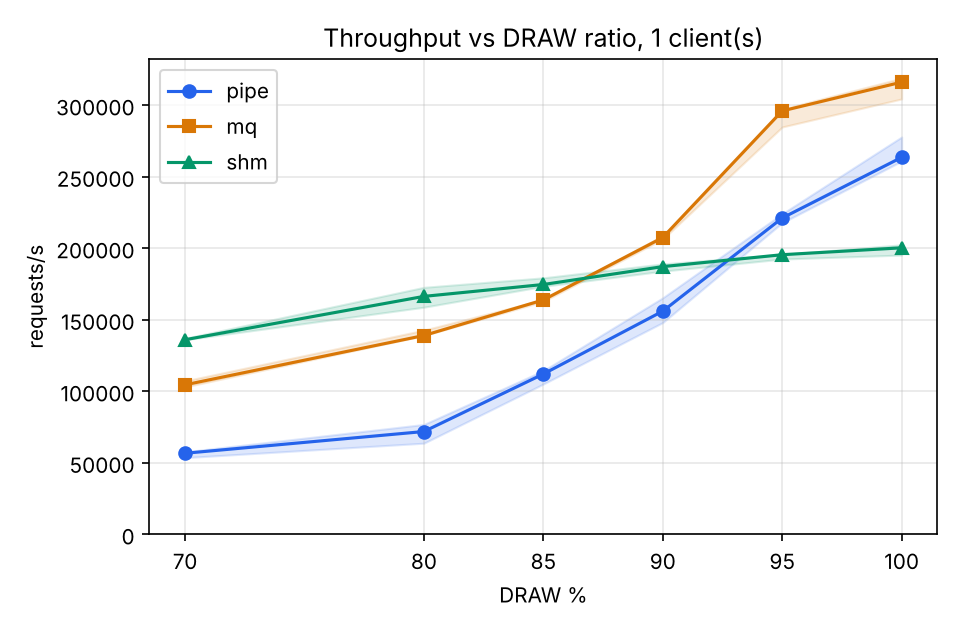 Throughput vs DRAW ratio, 1 client(s)
pipe
mq
shm
requests/s
300000
250000
200000
150000
100000
50000
0
70 80 85 90 95 100
DRAW %